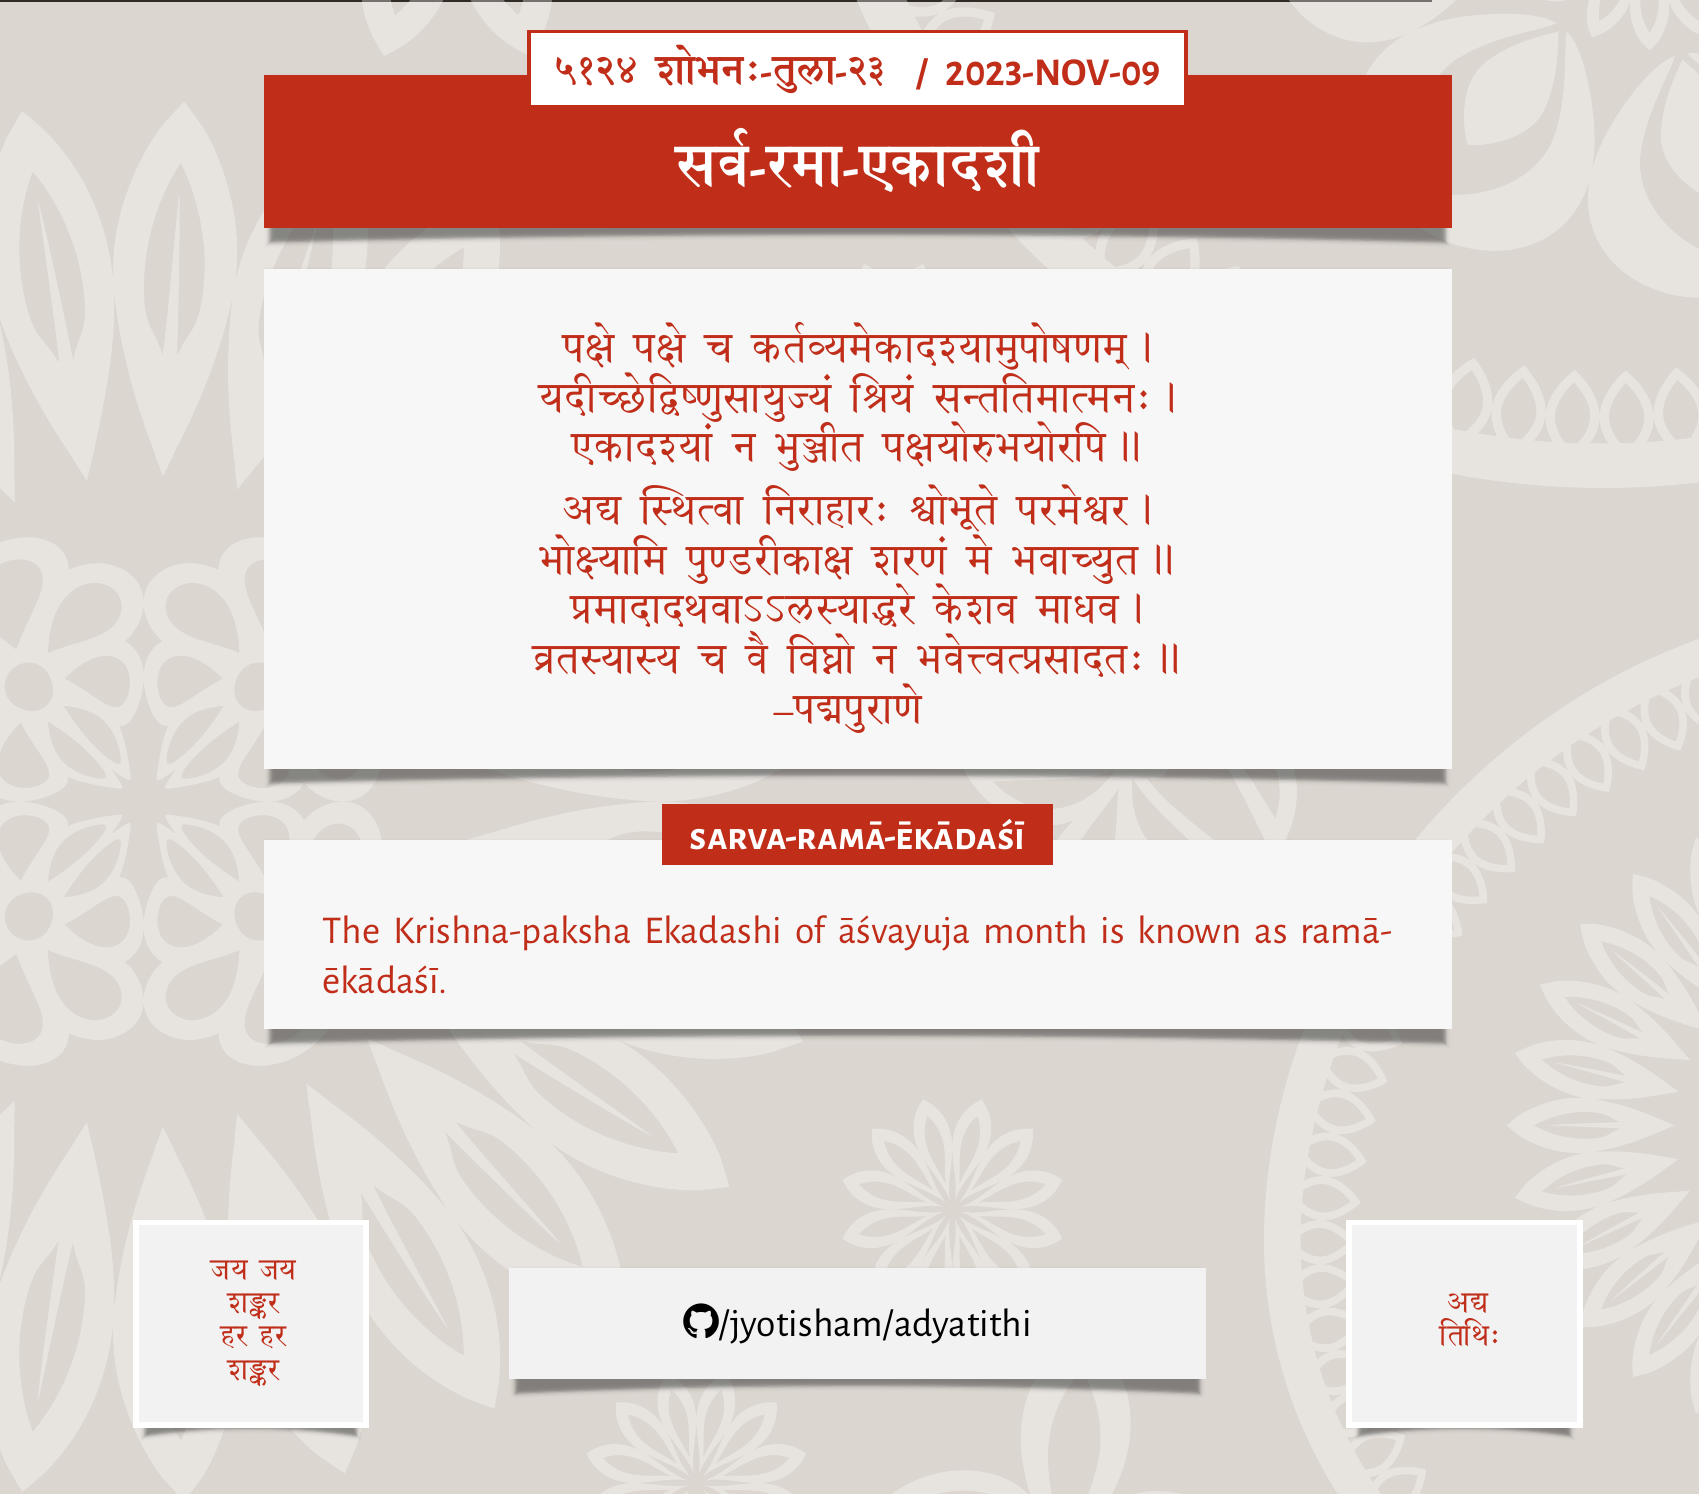 ५१२४ शोभनः-तुला-२३ / 2023-NOV-09
सर्व-रमा-एकादशी
पक्षे पक्षे च कर्तव्यमेकादश्यामुपोषणम्।
यदीच्छेद्विष्णुसायुज्यं श्रियं सन्ततिमात्मनः।
एकादश्यां न भुञ्जीत पक्षयोरुभयोरपि॥
अद्य स्थित्वा निराहारः श्वोभूते परमेश्वर।
भोक्ष्यामि पुण्डरीकाक्ष शरणं मे भवाच्युत॥
प्रमादादथवाऽऽलस्याद्धरे केशव माधव।
व्रतस्यास्य च वै विघ्नो न भवेत्त्वत्प्रसादतः॥
–पद्मपुराणे
SARVA-RAMĀ-ĒKĀDAŚĪ
The Krishna-paksha Ekadashi of āśvayuja month is known as ramā-
ēkādaśī.
जय जय
शङ्कर
हर हर
शङ्कर
/jyotisham/adyatithi
अद्य
तिथिः